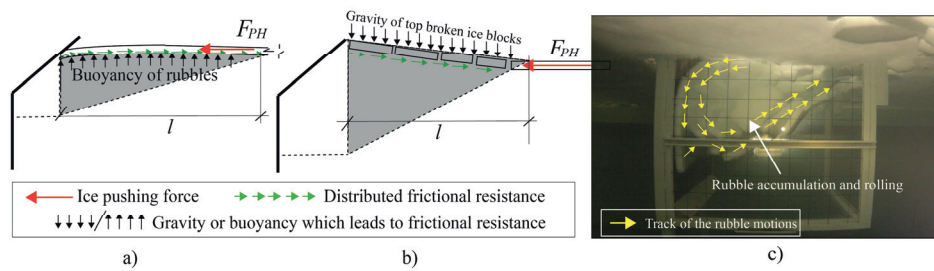 F_PH
Buoyancy of rubbles
l
a)
Gravity of top broken ice blocks
F_PH
l
b)
Ice pushing force
Distributed frictional resistance
Gravity or buoyancy which leads to frictional resistance
Rubble accumulation and rolling
Track of the rubble motions
c)